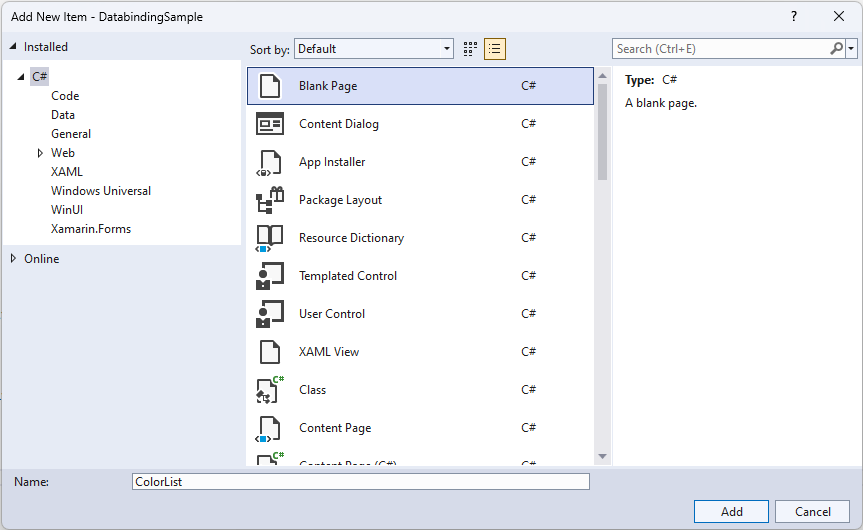 Add New Item - DatabindingSample
?
Installed
Sort by: Default
Search (Ctrl+E)
C#
Code
Data
General
Web
XAML
Windows Universal
WinUI
Xamarin.Forms
Online
Blank Page C#
Content Dialog C#
App Installer C#
Package Layout C#
Resource Dictionary C#
Templated Control C#
User Control C#
XAML View C#
C# Class C#
Content Page C#
C# Content Page (C#) C#
Type: C#
A blank page.
Name: ColorList
Add Cancel